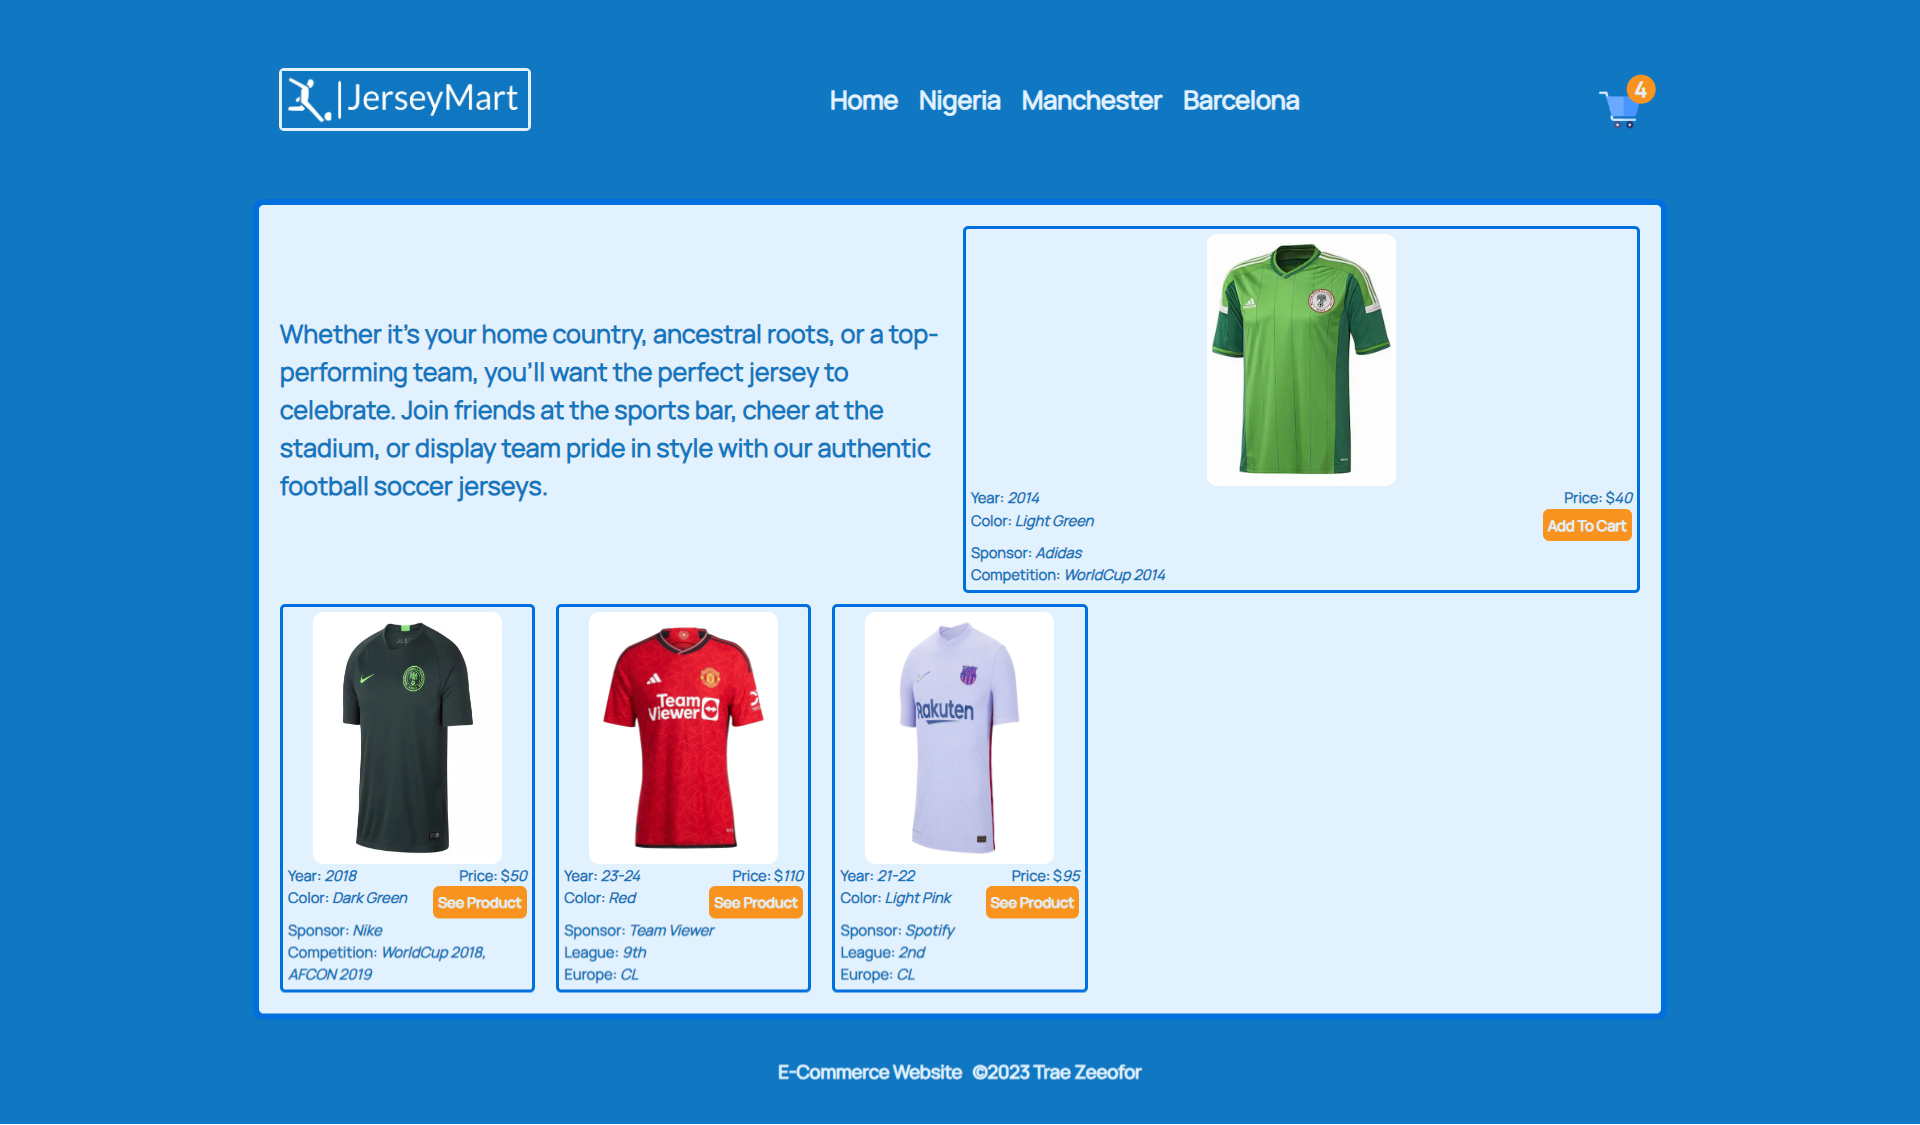 JerseyMart
Home Nigeria Manchester Barcelona
4
Whether it's your home country, ancestral roots, or a top-
performing team, you'll want the perfect jersey to
celebrate. Join friends at the sports bar, cheer at the
stadium, or display team pride in style with our authentic
football soccer jerseys.
Year: 2014 Price: $40
Color: Light Green
Add To Cart
Sponsor: Adidas
Competition: WorldCup 2014
Year: 2018 Price: $50
Color: Dark Green
See Product
Sponsor: Nike
Competition: WorldCup 2018,
AFCON 2019
Team
Viewer
Year: 23-24 Price: $110
Color: Red
See Product
Sponsor: Team Viewer
League: 9th
Europe: CL
Rakuten
Year: 21-22 Price: $95
Color: Light Pink
See Product
Sponsor: Spotify
League: 2nd
Europe: CL
E-Commerce Website ©2023 Trae Zeeofor